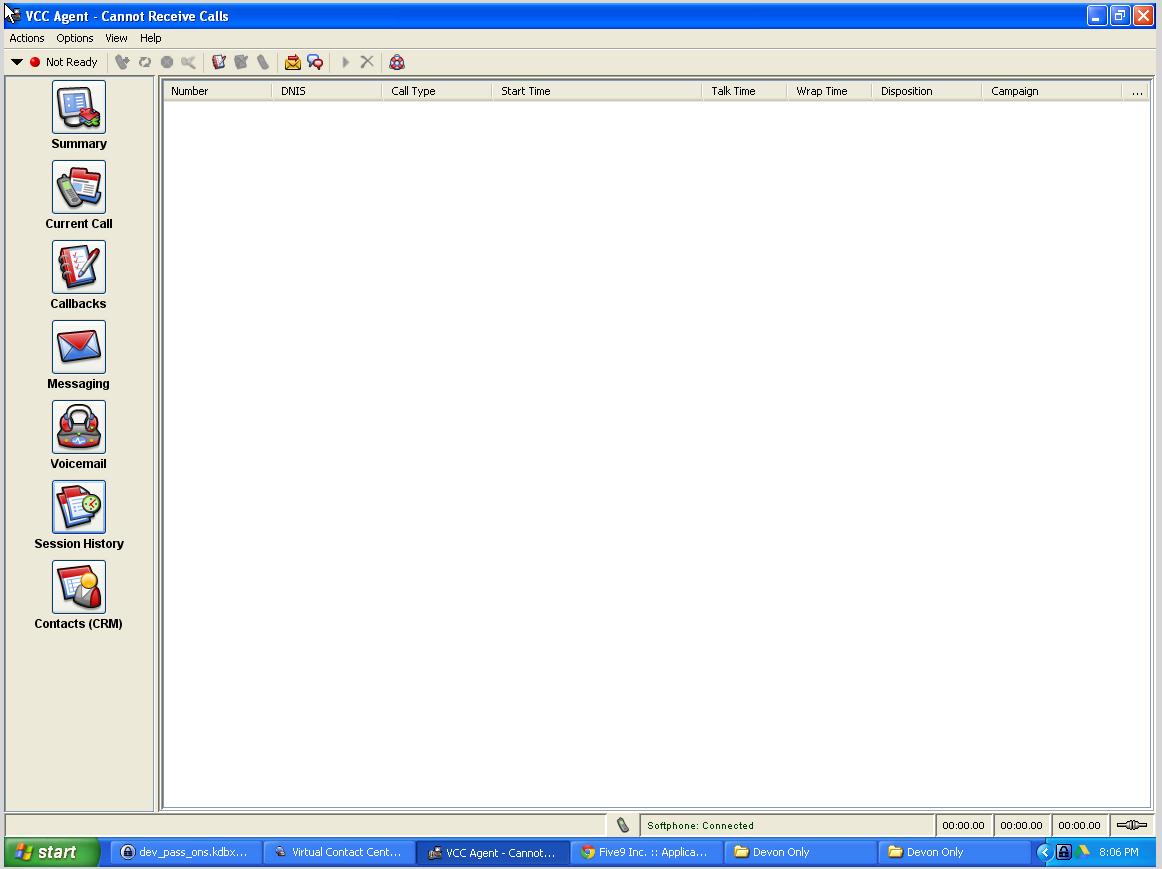 VCC Agent - Cannot Receive Calls
Actions Options View Help
Not Ready
Number DNIS Call Type Start Time Talk Time Wrap Time Disposition Campaign ...
Summary
Current Call
Callbacks
Messaging
Voicemail
Session History
Contacts (CRM)
Softphone: Connected 00:00.00 00:00.00 00:00.00
start dev_pass_ons.kdbx... Virtual Contact Cent... VCC Agent - Cannot... Five9 Inc. :: Applica... Devon Only Devon Only 8:06 PM